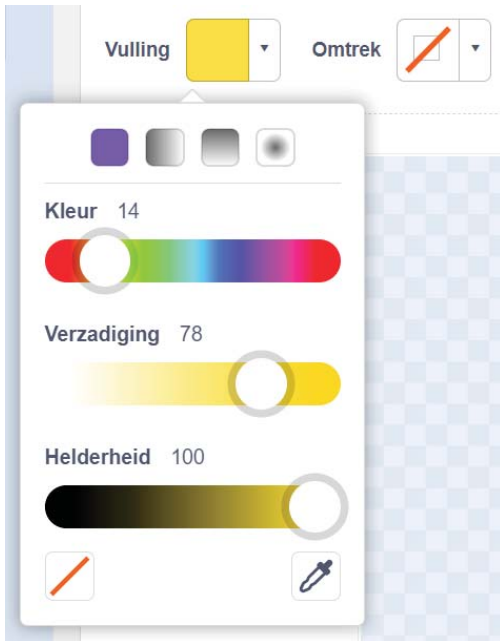 Vulling Omtrek
Kleur 14
Verzadiging 78
Helderheid 100